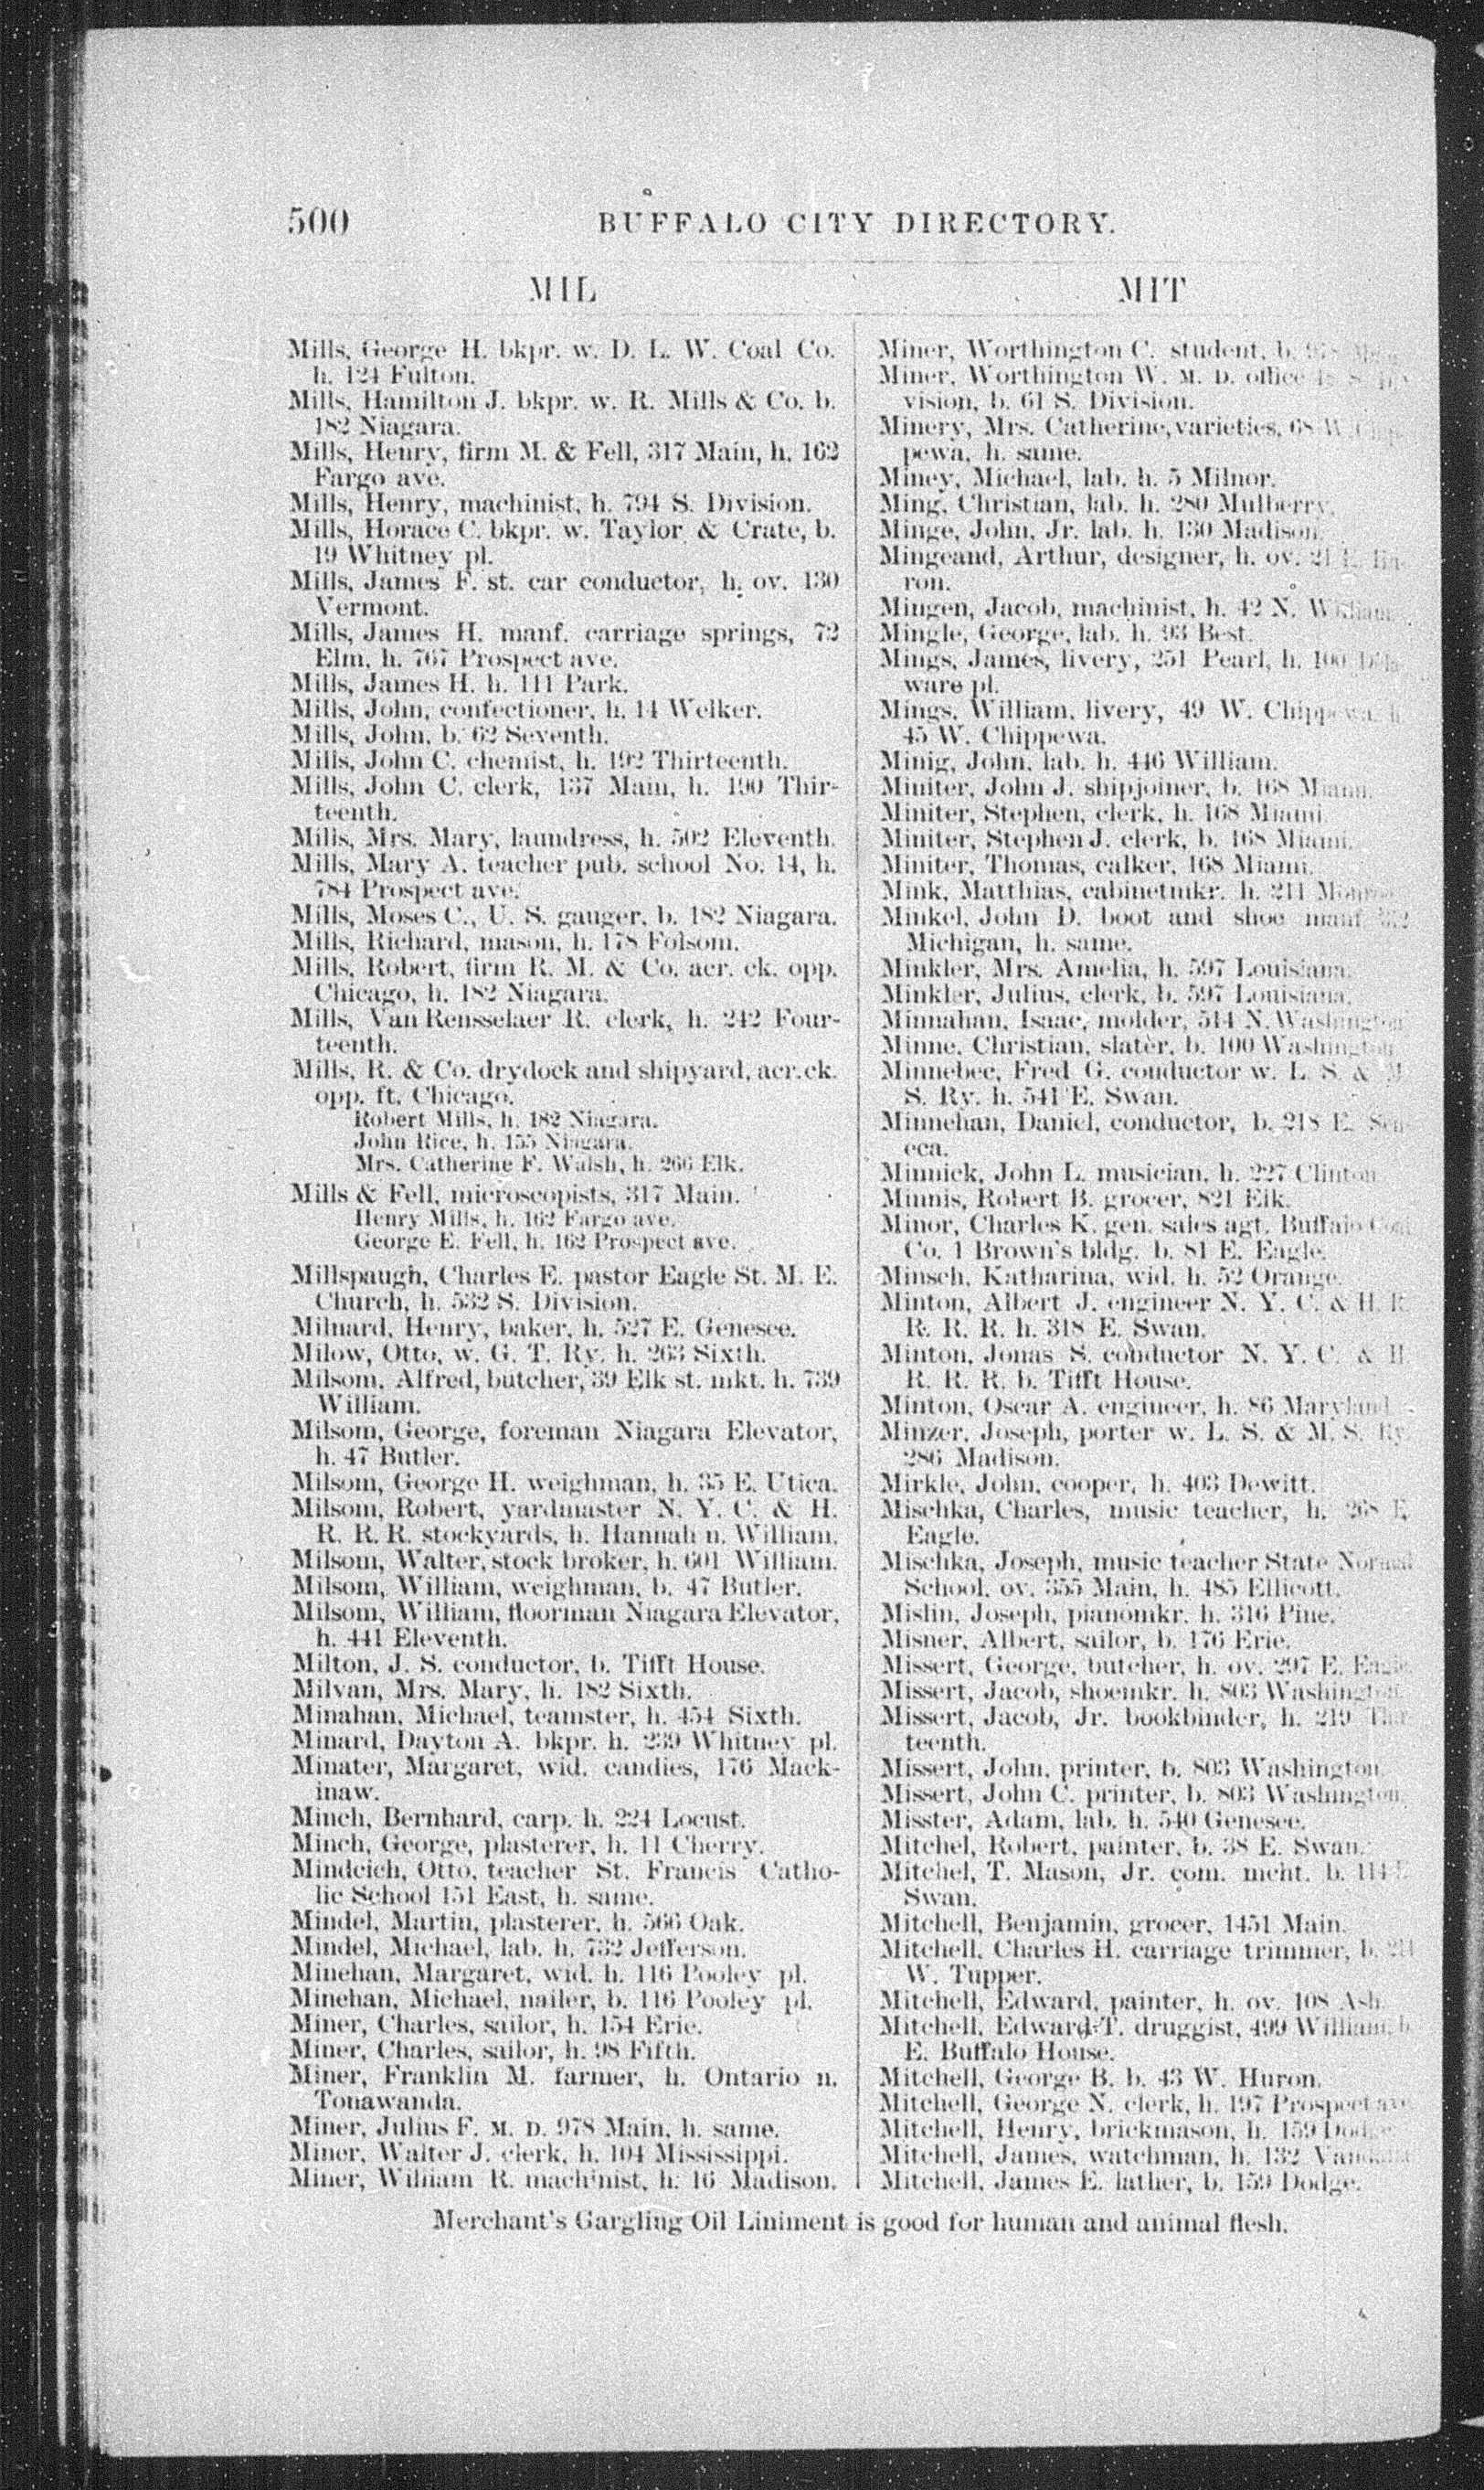 500
BUFFALO CITY DIRECTORY.
MIL
MIT
Mills, George H. bkpr. w. D. L. W. Coal Co.
h. 124 Fulton.
Mills, Hamilton J. bkpr. w. R. Mills & Co. b.
182 Niagara.
Mills, Henry, firm M. & Fell, 317 Main, h. 162
Fargo ave.
Mills, Henry, machinist, h. 794 S. Division.
Mills, Horace C. bkpr. w. Taylor & Crate, b.
19 Whitney pl.
Mills, James F. st. car conductor, h. ov. 130
Vermont.
Mills, James H. manf. carriage springs, 72
Elm, h. 767 Prospect ave.
Mills, James H. h. 111 Park.
Mills, John, confectioner, h. 14 Welker.
Mills, John, b. 62 Seventh.
Mills, John C. chemist, h. 192 Thirteenth.
Mills, John C. clerk, 137 Main, h. 190 Thir-
teenth.
Mills, Mrs. Mary, laundress, h. 502 Eleventh.
Mills, Mary A. teacher pub. school No. 14, h.
784 Prospect ave.
Mills, Moses C., U. S. gauger, b. 182 Niagara.
Mills, Richard, mason, h. 178 Folsom.
Mills, Robert, firm R. M. & Co. acr. ck. opp.
Chicago, h. 182 Niagara.
Mills, Van Rensselaer R. clerk, h. 242 Four-
teenth.
Mills, R. & Co. drydock and shipyard, acr. ck.
opp. ft. Chicago.
Robert Mills, h. 182 Niagara.
John Rice, h. 155 Niagara.
Mrs. Catherine F. Walsh, h. 266 Elk.
Mills & Fell, microscopists, 317 Main.
Henry Mills, h. 162 Fargo ave.
George E. Fell, h. 162 Prospect ave.
Millspaugh, Charles E. pastor Eagle St. M. E.
Church, h. 532 S. Division.
Milnard, Henry, baker, h. 527 E. Genesee.
Milow, Otto, w. G. T. Ry. h. 263 Sixth.
Milsom, Alfred, butcher, 39 Elk st. mkt. h. 739
William.
Milsom, George, foreman Niagara Elevator,
h. 47 Butler.
Milsom, George H. weighman, h. 35 E. Utica.
Milsom, Robert, yardmaster N. Y. C. & H.
R. R. R. stockyards, h. Hannah n. William.
Milsom, Walter, stock broker, h. 601 William.
Milsom, William, weighman, b. 47 Butler.
Milsom, William, floorman Niagara Elevator,
h. 441 Eleventh.
Milton, J. S. conductor, b. Tifft House.
Milvan, Mrs. Mary, h. 182 Sixth.
Minahan, Michael, teamster, h. 454 Sixth.
Minard, Dayton A. bkpr. h. 239 Whitney pl.
Minater, Margaret, wid. candies, 176 Mack-
inaw.
Minch, Bernhard, carp. h. 224 Locust.
Minch, George, plasterer, h. 11 Cherry.
Mindcich, Otto, teacher St. Francis Catho-
lic School 151 East, h. same.
Mindel, Martin, plasterer, h. 566 Oak.
Mindel, Michael, lab. h. 732 Jefferson.
Minehan, Margaret, wid. h. 116 Pooley pl.
Minehan, Michael, nailer, b. 116 Pooley pl.
Miner, Charles, sailor, h. 154 Erie.
Miner, Charles, sailor, h. 98 Fifth.
Miner, Franklin M. farmer, h. Ontario n.
Tonawanda.
Miner, Julius F. M. D. 978 Main, h. same.
Miner, Walter J. clerk, h. 104 Mississippi.
Miner, William R. machinist, h. 16 Madison.
Miner, Worthington C. student, b.
Miner, Worthington W. M. D. office
vision, b. 61 S. Division.
Minery, Mrs. Catherine, varieties, 68 W.
pewa, h. same.
Miney, Michael, lab. h. 5 Milnor.
Ming, Christian, lab. h. 280 Mulberry.
Minge, John, Jr. lab. h. 130 Madison.
Mingeand, Arthur, designer, h. ov.
ron.
Mingen, Jacob, machinist, h. 42 N. William.
Mingle, George, lab. h. 93 Best.
Mings, James, livery, 251 Pearl, h. 100
ware pl.
Mings, William, livery, 49 W. Chippewa, h.
45 W. Chippewa.
Minig, John, lab. h. 446 William.
Miniter, John J. shipjoiner, b. 168 Miami.
Miniter, Stephen, clerk, h. 168 Miami.
Miniter, Stephen J. clerk, b. 168 Miami.
Miniter, Thomas, calker, 168 Miami.
Mink, Matthias, cabinetmkr. h. 211 Monroe.
Minkel, John D. boot and shoe manf.
Michigan, h. same.
Minkler, Mrs. Amelia, h. 597 Louisiana.
Minkler, Julius, clerk, b. 597 Louisiana.
Minnahan, Isaac, molder, 514 N. Washington.
Minne, Christian, slater, b. 100 Washington.
Minnebec, Fred G. conductor w. L. S. & M.
S. Ry. h. 541 E. Swan.
Minnehan, Daniel, conductor, b. 218 E. Sen-
eca.
Minnick, John L. musician, h. 227 Clinton.
Minnis, Robert B. grocer, 821 Elk.
Minor, Charles K. gen. sales agt. Buffalo Coal
Co. 1 Brown's bldg. b. 81 E. Eagle.
Minsch, Katharina, wid. h. 52 Orange.
Minton, Albert J. engineer N. Y. C. & H. R.
R. R. R. h. 318 E. Swan.
Minton, Jonas S. conductor N. Y. C. & H
R. R. R. b. Tifft House.
Minton, Oscar A. engineer, h. 86 Maryland.
Minzer, Joseph, porter w. L. S. & M. S. Ry.
286 Madison.
Mirkle, John, cooper, h. 403 Dewitt.
Mischka, Charles, music teacher, h. 268 E.
Eagle.
Mischka, Joseph, music teacher State Normal
School, ov. 355 Main, h. 485 Ellicott.
Mislin, Joseph, pianomkr. h. 316 Pine.
Misner, Albert, sailor, b. 176 Erie.
Missert, George, butcher, h. ov. 297 E. Eagle.
Missert, Jacob, shoemkr. h. 803 Washington.
Missert, Jacob, Jr. bookbinder, h. 219
teenth.
Missert, John, printer, b. 803 Washington.
Missert, John C. printer, b. 803 Washington.
Misster, Adam, lab. h. 540 Genesee.
Mitchel, Robert, painter, b. 38 E. Swan.
Mitchel, T. Mason, Jr. com. mcht. b. 114 E.
Swan.
Mitchell, Benjamin, grocer, 1451 Main.
Mitchell, Charles H. carriage trimmer, b.
W. Tupper.
Mitchell, Edward, painter, h. ov. 108 Ash.
Mitchell, Edward T. druggist, 499 William, b.
E. Buffalo House.
Mitchell, George B. b. 43 W. Huron.
Mitchell, George N. clerk, h. 197 Prospect ave.
Mitchell, Henry, brickmason, h. 159 Dodge.
Mitchell, James, watchman, h. 132 Vandalia.
Mitchell, James E. lather, b. 159 Dodge.
Merchant's Gargling Oil Liniment is good for human and animal flesh.